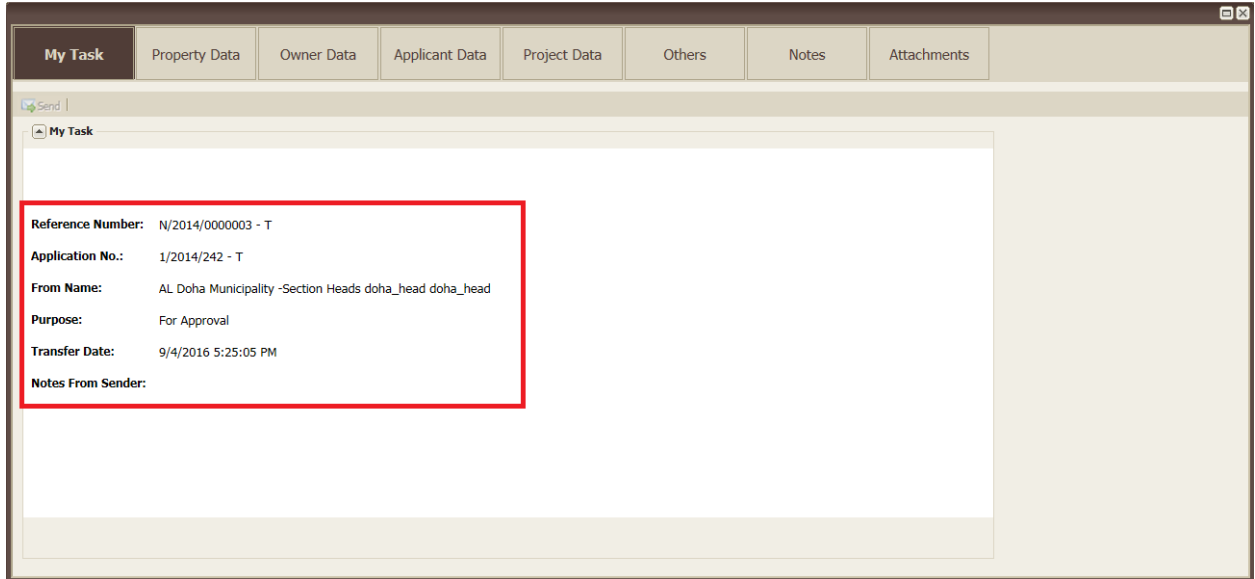 My Task Property Data Owner Data Applicant Data Project Data Others Notes Attachments
Send
My Task
Reference Number: N/2014/0000003 - T
Application No.: 1/2014/242 - T
From Name: AL Doha Municipality -Section Heads doha_head doha_head
Purpose: For Approval
Transfer Date: 9/4/2016 5:25:05 PM
Notes From Sender: